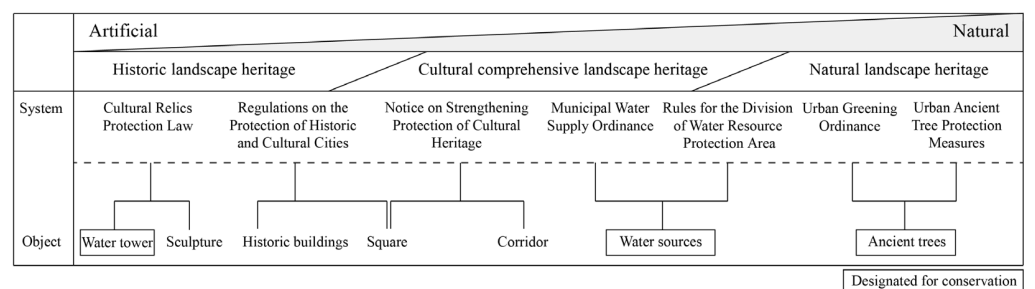 Artificial
Natural
Historic landscape heritage
Cultural comprehensive landscape heritage
Natural landscape heritage
System
Cultural Relics
Protection Law
Regulations on the
Protection of Historic
and Cultural Cities
Notice on Strengthening
Protection of Cultural
Heritage
Municipal Water
Supply Ordinance
Rules for the Division
of Water Resource
Protection Area
Urban Greening
Ordinance
Urban Ancient
Tree Protection
Measures
Object
Water tower
Sculpture
Historic buildings
Square
Corridor
Water sources
Ancient trees
Designated for conservation